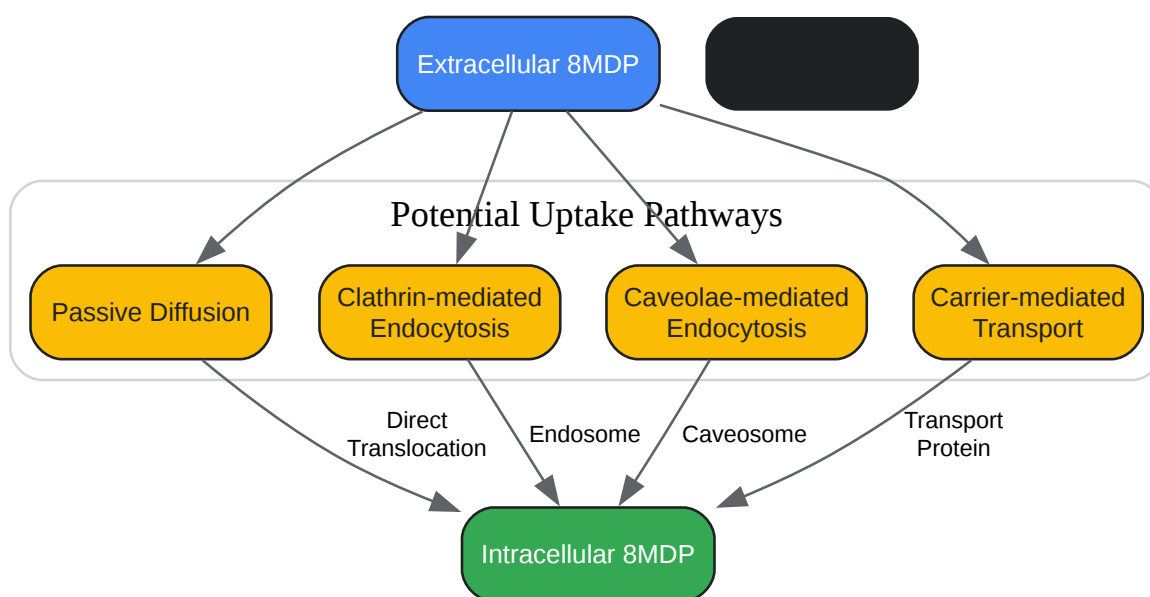 Extracellular 8MDP
Potential Uptake Pathways
Passive Diffusion
Clathrin-mediated
Endocytosis
Caveolae-mediated
Endocytosis
Carrier-mediated
Transport
Direct
Translocation
Endosome
Caveosome
Transport
Protein
Intracellular 8MDP